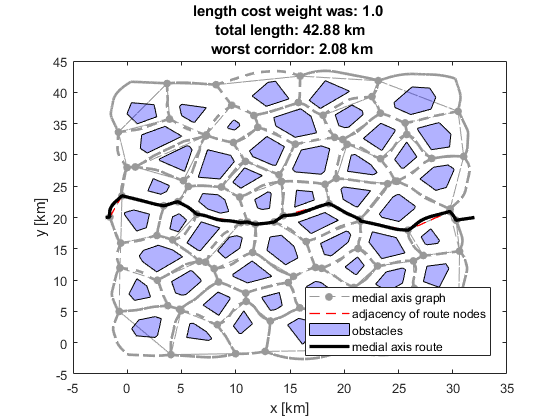 length cost weight was: 1.0
total length: 42.88 km
worst corridor: 2.08 km
45
40
35
30
25
20
15
10
5
0
-5
y [km]
medial axis graph
adjacency of route nodes
obstacles
medial axis route
-5 0 5 10 15 20 25 30 35
x [km]